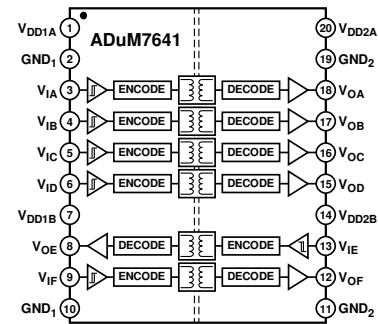 ADuM7641
1 V_DD1A 20 V_DD2A
2 GND_1 19 GND_2
3 V_IA ENCODE DECODE 18 V_OA
4 V_IB ENCODE DECODE 17 V_OB
5 V_IC ENCODE DECODE 16 V_OC
6 V_ID ENCODE DECODE 15 V_OD
7 V_DD1B 14 V_DD2B
8 V_OE DECODE ENCODE 13 V_IE
9 V_IF ENCODE DECODE 12 V_OF
10 GND_1 11 GND_2